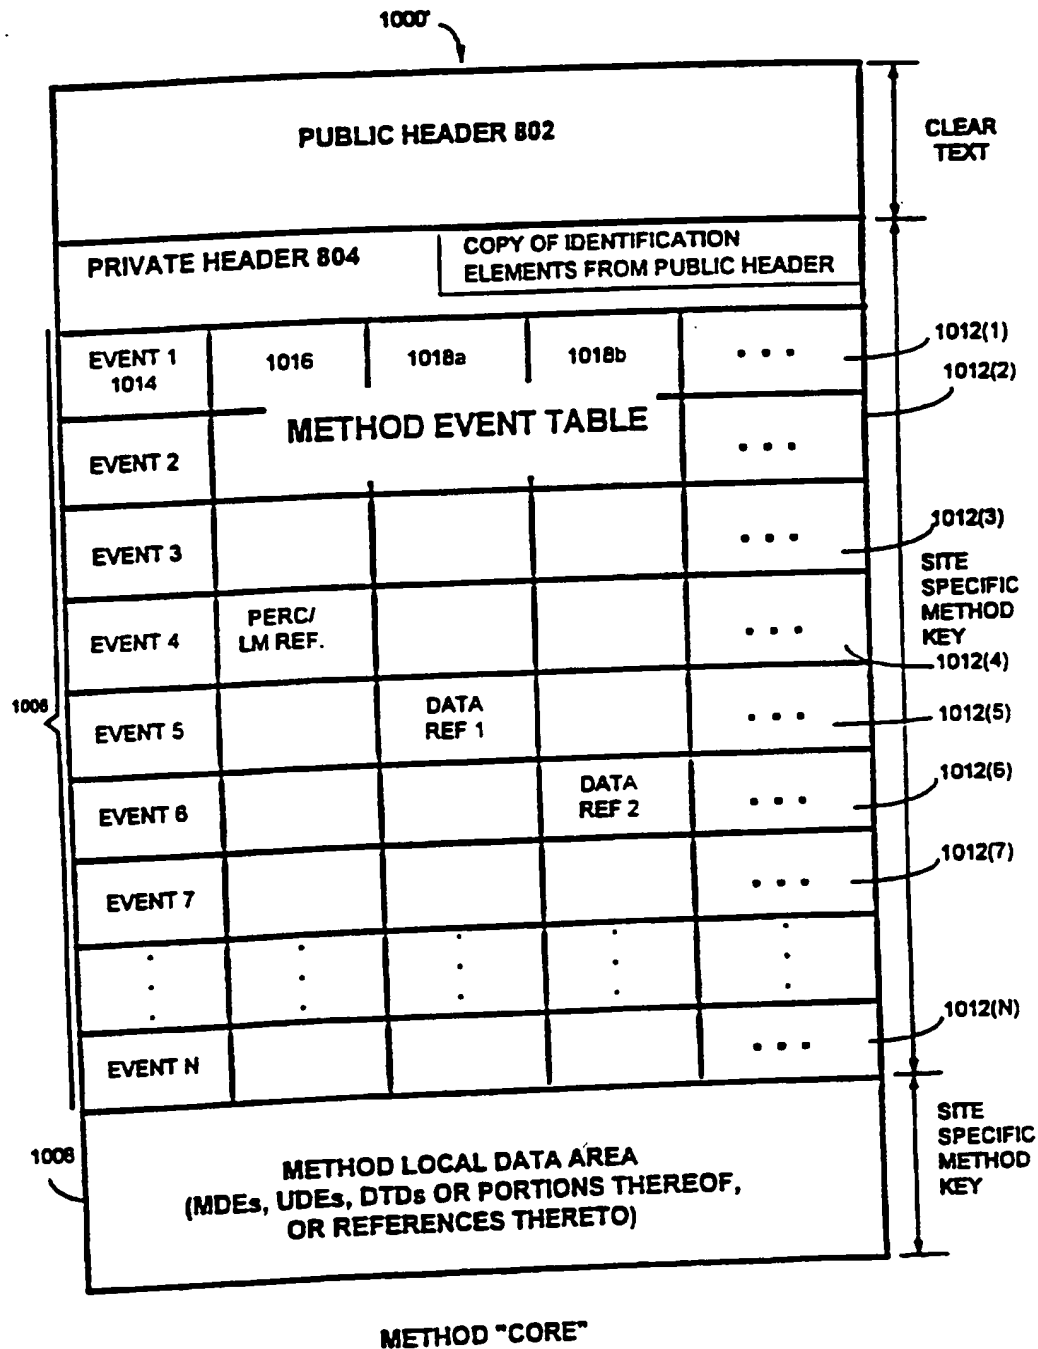 1000'
PUBLIC HEADER 802
CLEAR
TEXT
PRIVATE HEADER 804
COPY OF IDENTIFICATION
ELEMENTS FROM PUBLIC HEADER
EVENT 1
1014
1016
1018a
1018b
• • •
1012(1)
1012(2)
METHOD EVENT TABLE
EVENT 2
• • •
EVENT 3
• • •
1012(3)
SITE
SPECIFIC
METHOD
KEY
EVENT 4
PERC/
LM REF.
• • •
1012(4)
1006
EVENT 5
DATA
REF 1
• • •
1012(5)
EVENT 6
DATA
REF 2
• • •
1012(6)
EVENT 7
• • •
1012(7)
EVENT N
• • •
1012(N)
1008
METHOD LOCAL DATA AREA
(MDEs, UDEs, DTDs OR PORTIONS THEREOF,
OR REFERENCES THERETO)
SITE
SPECIFIC
METHOD
KEY
METHOD "CORE"